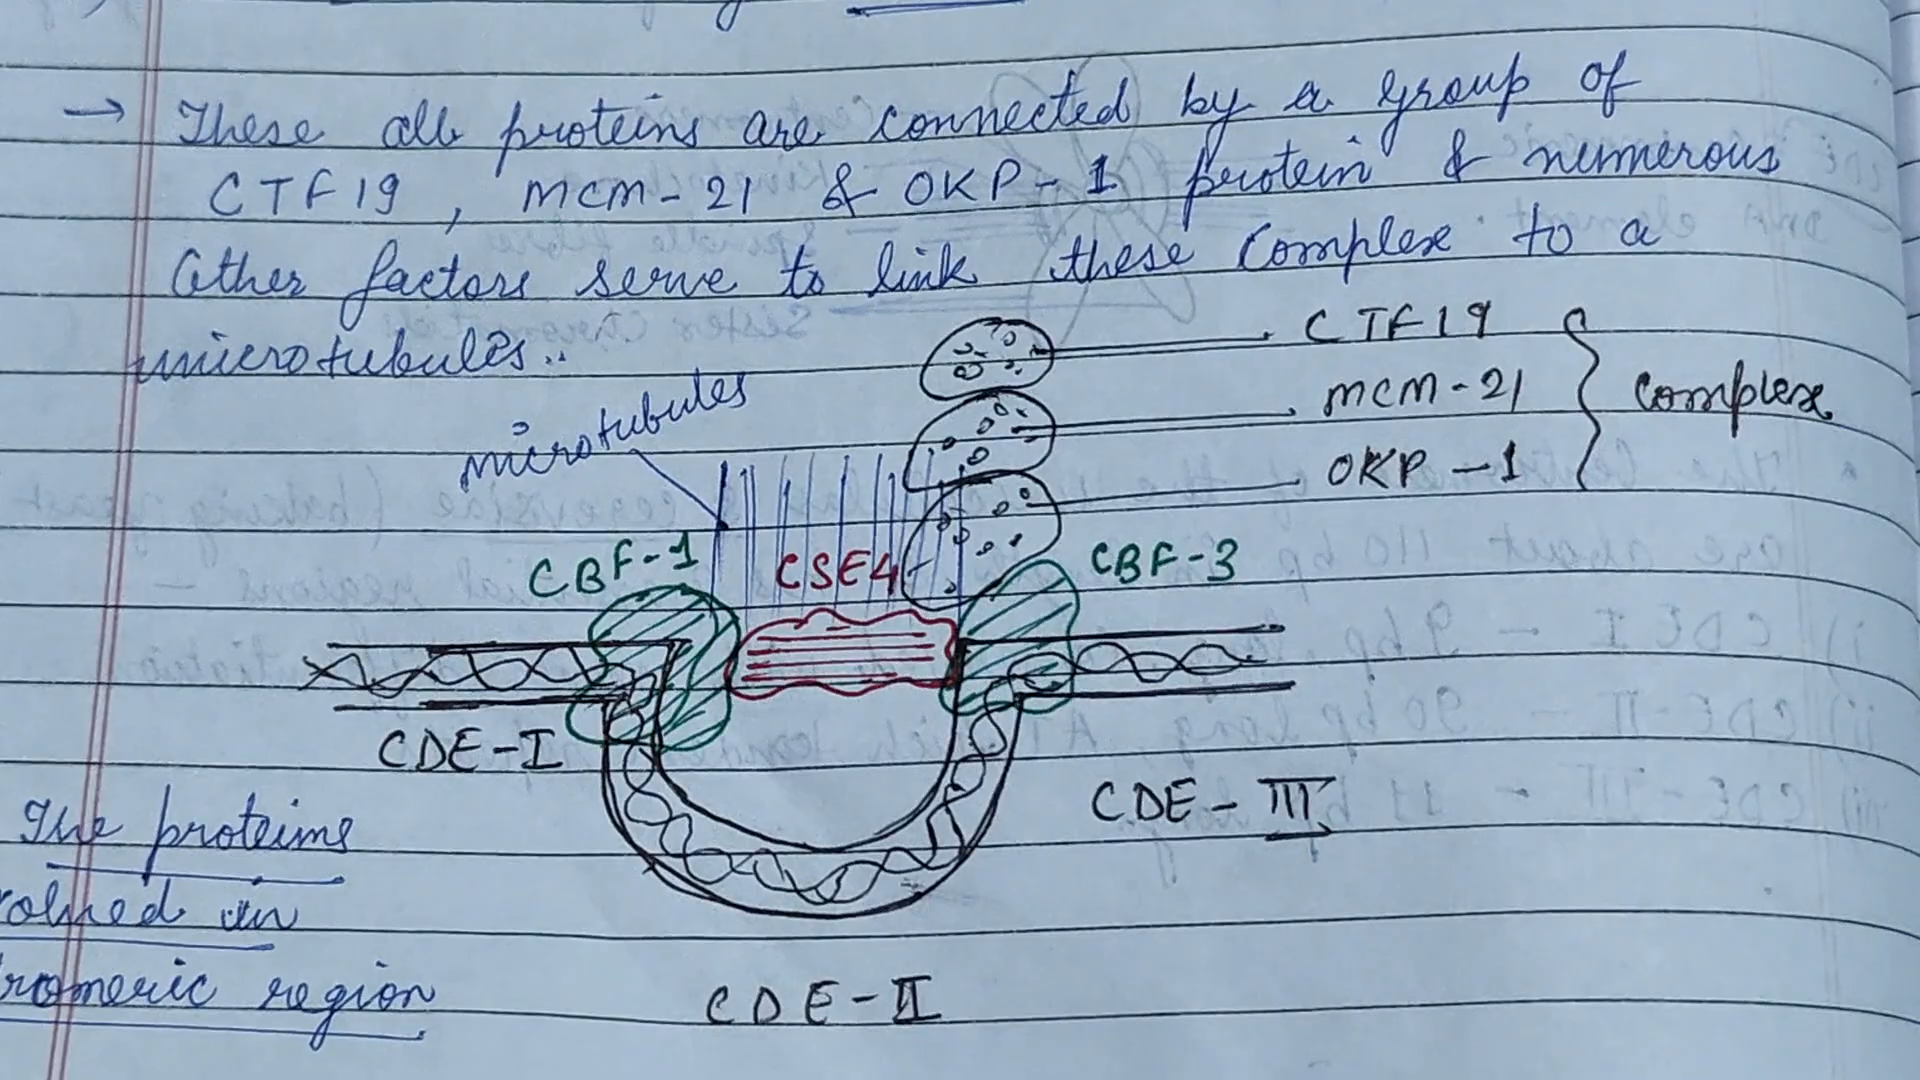 → These all proteins are connected by a group of
CTF19, MCM-21 & OKP-1 protein & numerous
Other factors serve to link these complex to a
microtubules..
CTF19
MCM-21
OKP-1
complex
microtubules
CBF-1
CSE4
CBF-3
CDE-I
CDE-III
The proteins
in
region
CDE-II